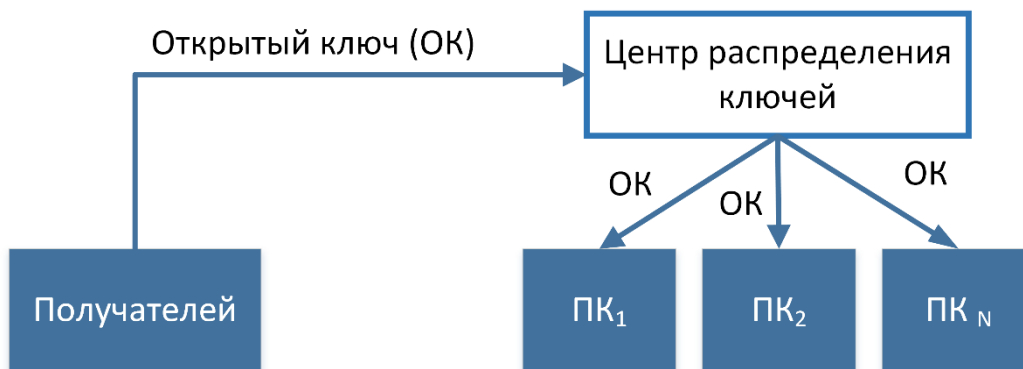 Открытый ключ (ОК)
Центр распределения
ключей
ОК
ОК
ОК
Получателей
ПК₁
ПК₂
ПК N